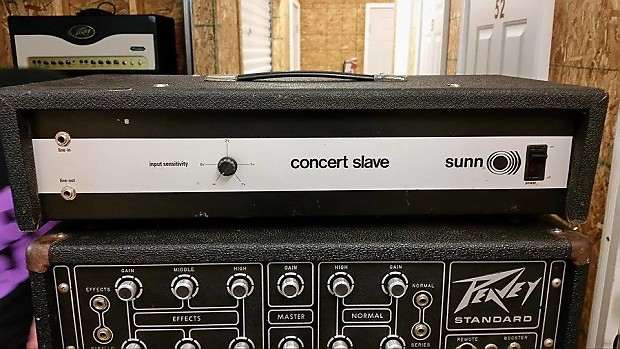 PEAVEY
line-in
line-out
input sensitivity
concert slave
sunn
power
GAIN MIDDLE HIGH GAIN HIGH GAIN
EFFECTS
EFFECTS
MASTER
NORMAL
NORMAL
SERIES
PEAVEY
STANDARD
REMOTE BOOSTER